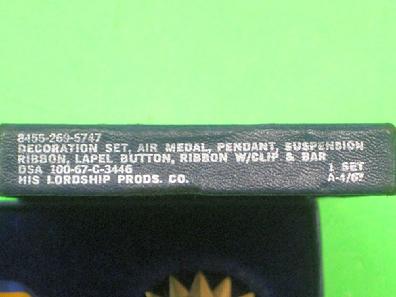 8455-269-5747
DECORATION SET, AIR MEDAL, PENDANT, SUSPENSION
RIBBON, LAPEL BUTTON, RIBBON W/CLIP & BAR
DSA 100-67-C-3446 1 SET
HIS LORDSHIP PRODS. CO. A-4/67